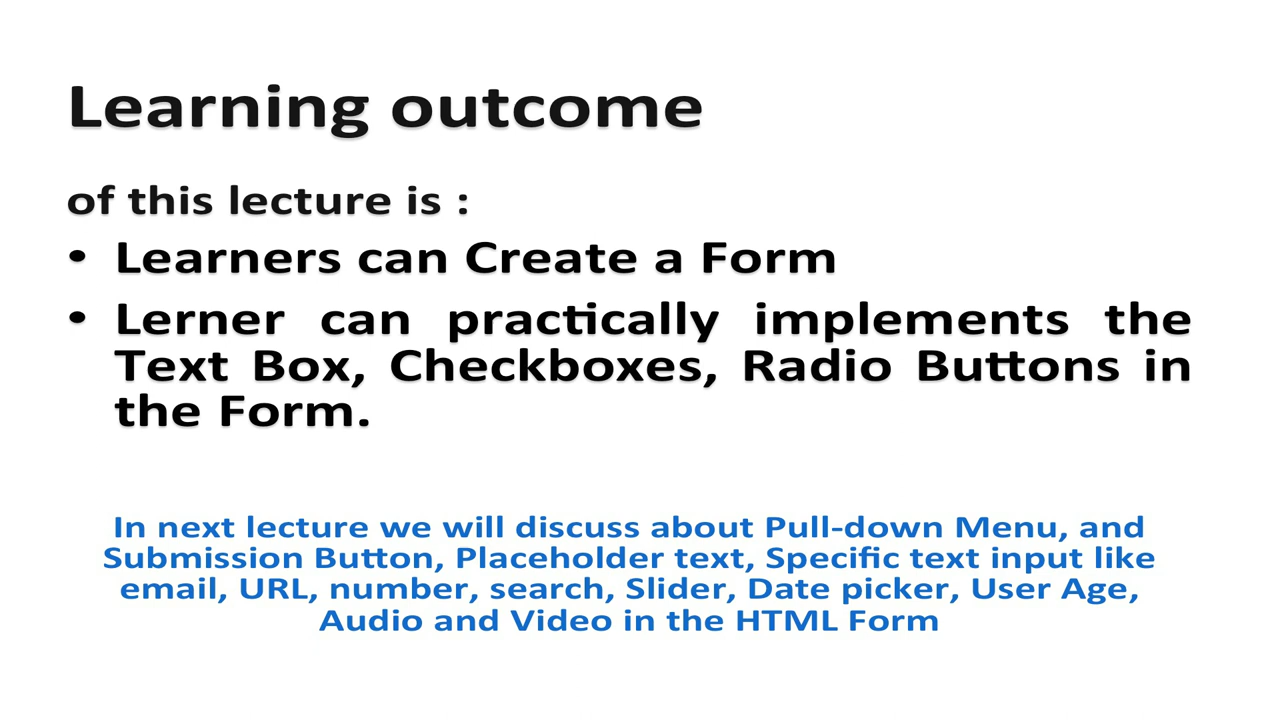 Learning outcome
of this lecture is :
• Learners can Create a Form
• Lerner can practically implements the
Text Box, Checkboxes, Radio Buttons in
the Form.
In next lecture we will discuss about Pull-down Menu, and
Submission Button, Placeholder text, Specific text input like
email, URL, number, search, Slider, Date picker, User Age,
Audio and Video in the HTML Form